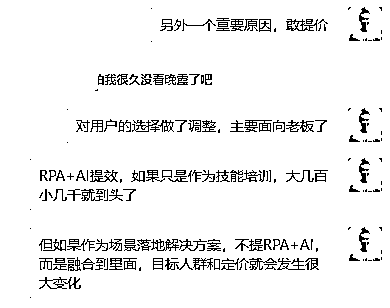 另外一个重要原因，敢提价
自我很久没看晚霞了吧
对用户的选择做了调整，主要面向老板了
RPA+AI提效，如果只是作为技能培训，大几百
小几千就到头了
但如果作为场景落地解决方案，不提RPA+AI，
而是融合到里面，目标人群和定价就会发生很
大变化